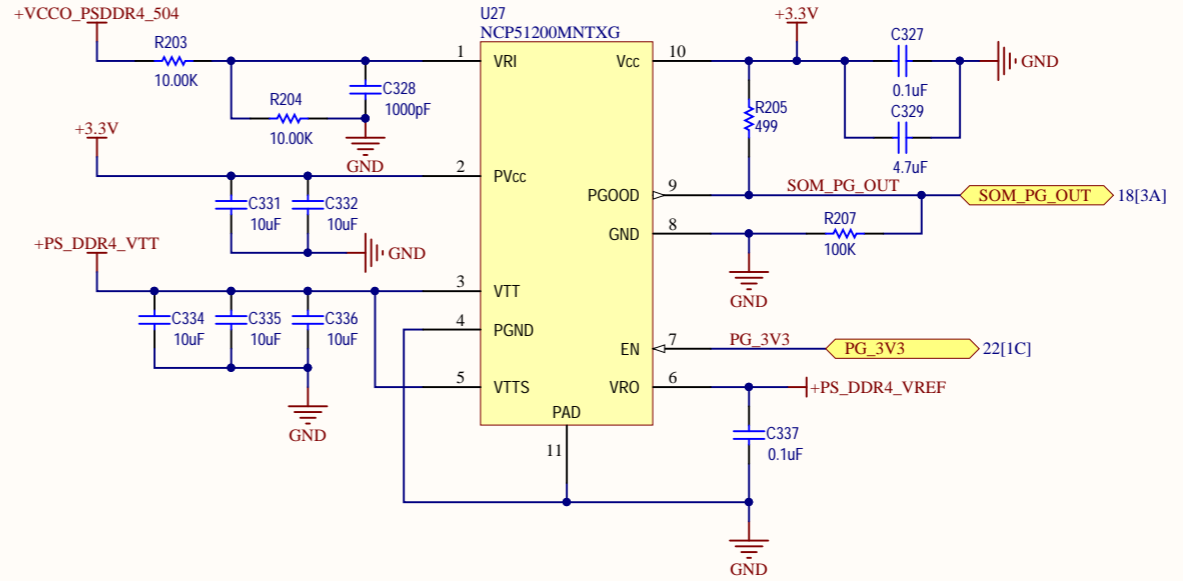 +VCCO_PSDDR4_504
R203
10.00K
R204
10.00K
C328
1000pF
GND
+3.3V
C331
10uF
C332
10uF
GND
+PS_DDR4_VTT
C334
10uF
C335
10uF
C336
10uF
GND
U27
NCP51200MNTXG
1
VRI
2
PVcc
3
VTT
4
PGND
5
VTTS
PAD
11
Vcc
10
PGOOD
9
GND
8
EN
7
VRO
6
+3.3V
C327
0.1uF
GND
C329
4.7uF
R205
499
SOM_PG_OUT
SOM_PG_OUT
18[3A]
R207
100K
GND
PG_3V3
PG_3V3
22[1C]
+PS_DDR4_VREF
C337
0.1uF
GND